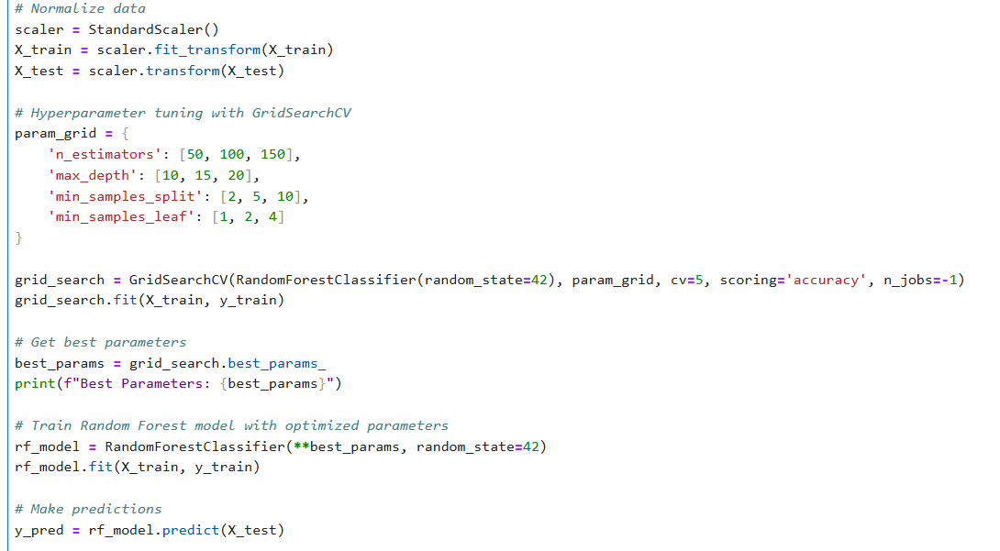 # Normalize data
scaler = StandardScaler()
X_train = scaler.fit_transform(X_train)
X_test = scaler.transform(X_test)
# Hyperparameter tuning with GridSearchCV
param_grid = {
    'n_estimators': [50, 100, 150],
    'max_depth': [10, 15, 20],
    'min_samples_split': [2, 5, 10],
    'min_samples_leaf': [1, 2, 4]
}
grid_search = GridSearchCV(RandomForestClassifier(random_state=42), param_grid, cv=5, scoring='accuracy', n_jobs=-1)
grid_search.fit(X_train, y_train)
# Get best parameters
best_params = grid_search.best_params_
print(f"Best Parameters: {best_params}")
# Train Random Forest model with optimized parameters
rf_model = RandomForestClassifier(**best_params, random_state=42)
rf_model.fit(X_train, y_train)
# Make predictions
y_pred = rf_model.predict(X_test)